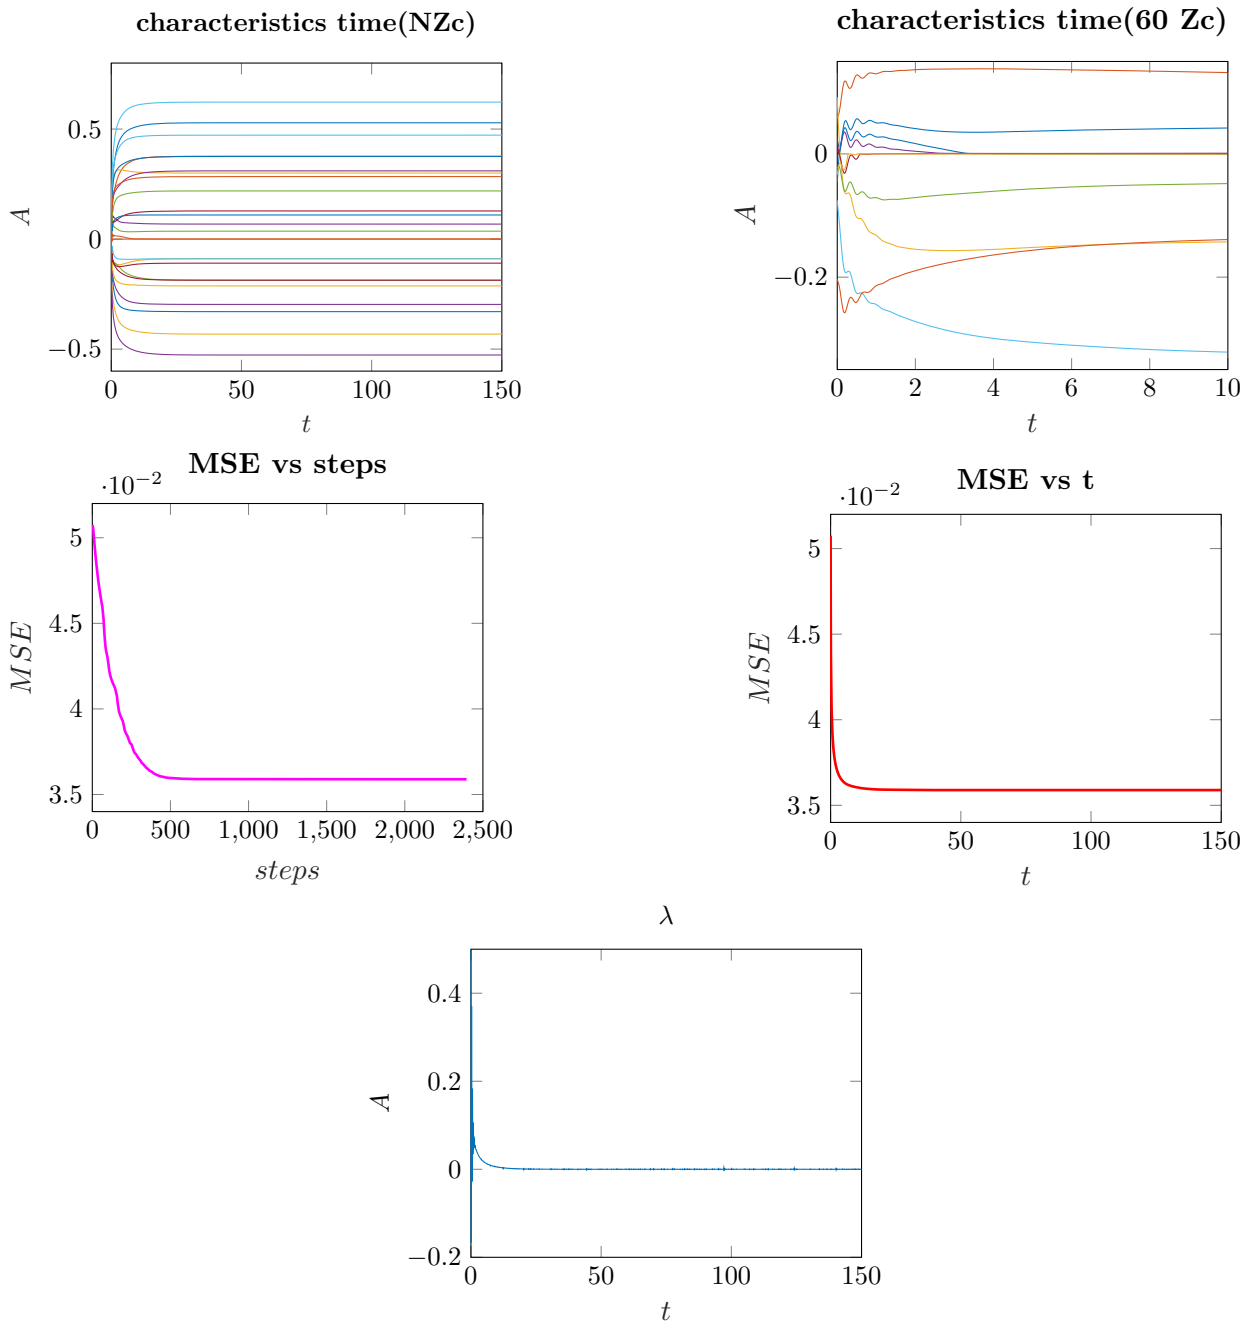 characteristics time(NZc)
0.5
0
−0.5
A
0 50 100 150
t
characteristics time(60 Zc)
0
−0.2
A
0 2 4 6 8 10
t
MSE vs steps
·10−2
5
4.5
4
3.5
MSE
0 500 1,000 1,500 2,000 2,500
steps
MSE vs t
·10−2
5
4.5
4
3.5
MSE
0 50 100 150
t
λ
0.4
0.2
0
−0.2
A
0 50 100 150
t